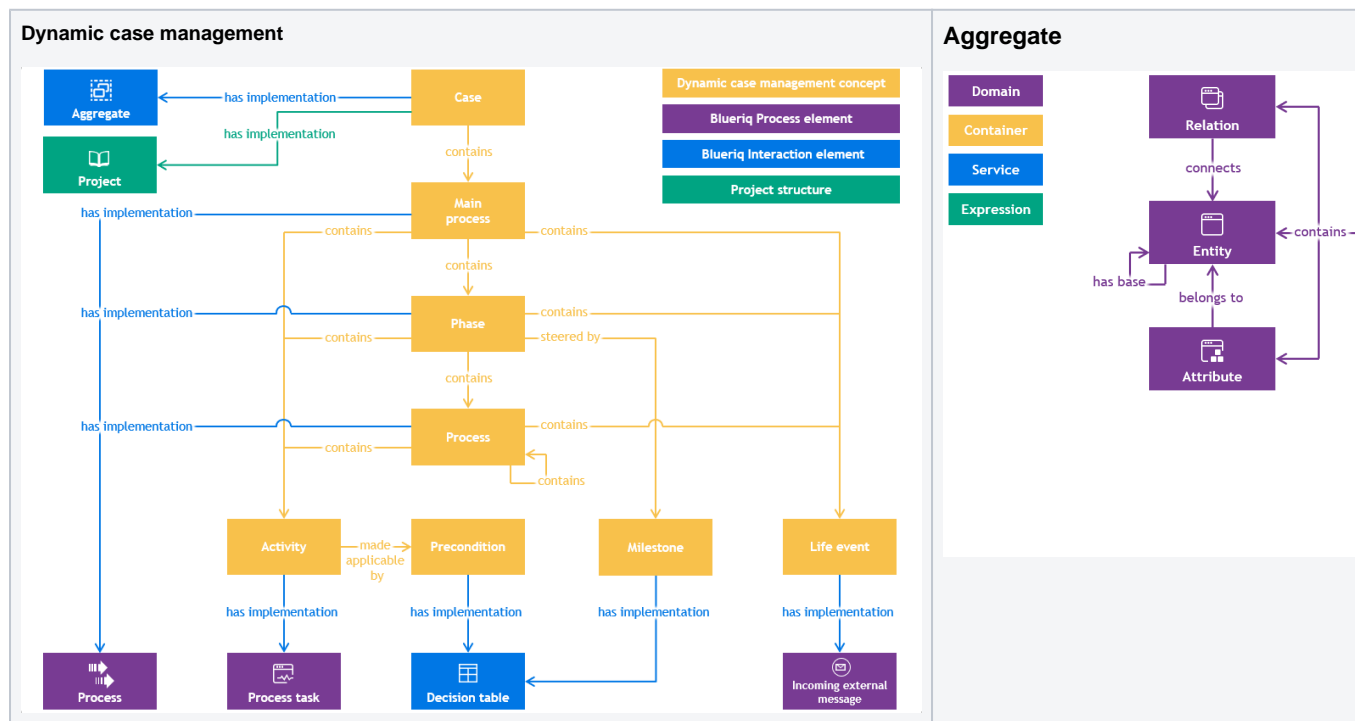 Dynamic case management
Aggregate
has implementation
Case
Dynamic case management concept
has implementation
Blueriq Process element
Project
contains
Blueriq Interaction element
Project structure
has implementation
Main
process
contains
contains
contains
has implementation
Phase
contains
contains
steered by
contains
has implementation
Process
contains
contains
contains
Activity
made
applicable
by
Precondition
Milestone
Life event
has implementation
has implementation
has implementation
has implementation
Process
Process task
Decision table
Incoming external
message
Aggregate
Domain
Container
Service
Expression
Relation
connects
Entity
contains
has base
belongs to
Attribute